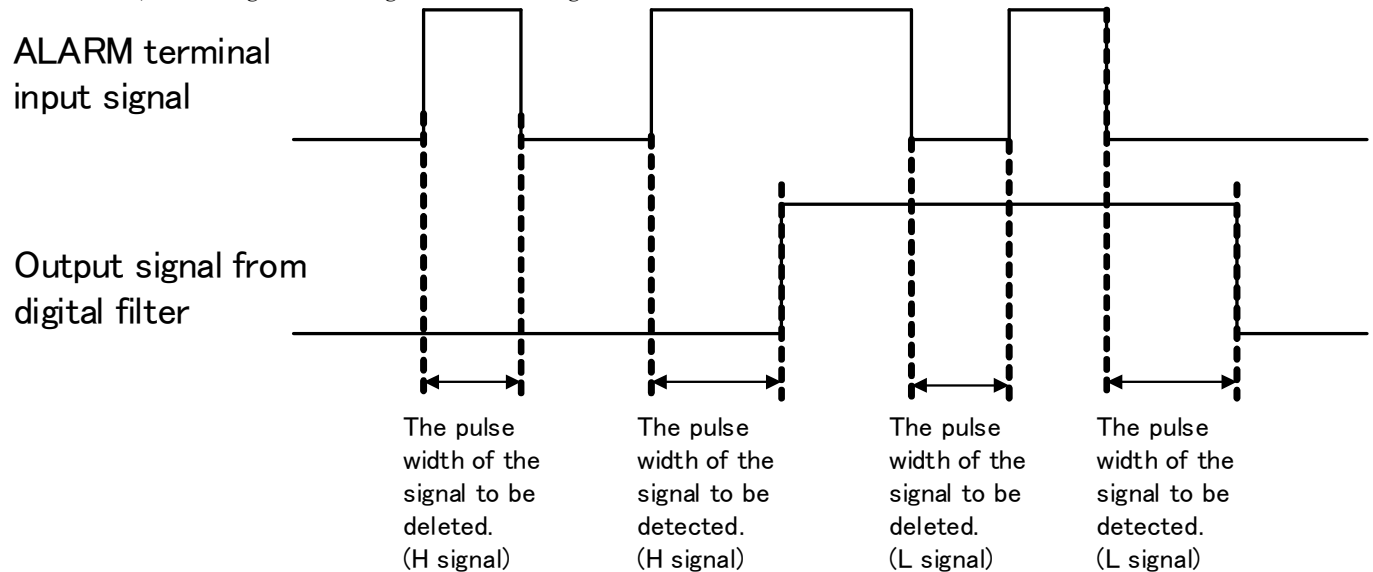 ALARM terminal
input signal
Output signal from
digital filter
The pulse
width of the
signal to be
deleted.
(H signal)
The pulse
width of the
signal to be
detected.
(H signal)
The pulse
width of the
signal to be
deleted.
(L signal)
The pulse
width of the
signal to be
detected.
(L signal)